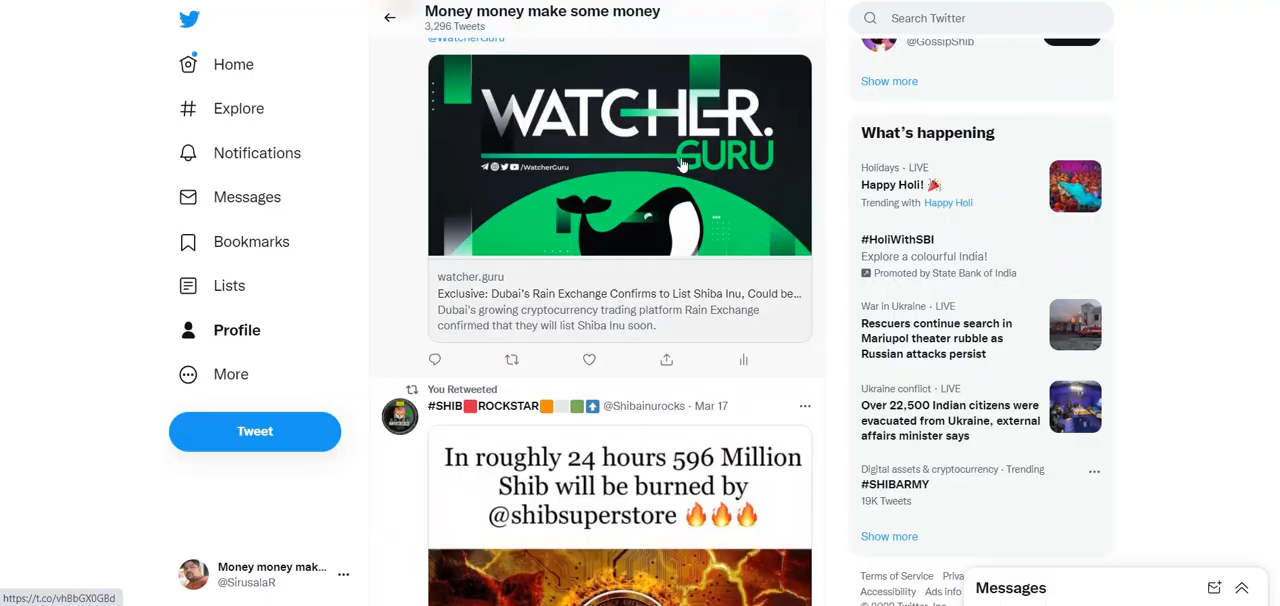 Home
Explore
Notifications
Messages
Bookmarks
Lists
Profile
More
Tweet
Money money mak...
@SirusalaR
https://t.co/vhBbGX0GBd
Money money make some money
3,296 Tweets
@WatcherGuru
WATCHER.
GURU
/WatcherGuru
watcher.guru
Exclusive: Dubai's Rain Exchange Confirms to List Shiba Inu, Could be...
Dubai's growing cryptocurrency trading platform Rain Exchange
confirmed that they will list Shiba Inu soon.
You Retweeted
#SHIB🟥ROCKSTAR🟧⬜🟩⬆️ @Shibainurocks · Mar 17
In roughly 24 hours 596 Million
Shib will be burned by
@shibsuperstore 🔥🔥🔥
Search Twitter
@GossipShib
Show more
What's happening
Holidays · LIVE
Happy Holi! 🎉
Trending with Happy Holi
#HoliWithSBI
Explore a colourful India!
Promoted by State Bank of India
War in Ukraine · LIVE
Rescuers continue search in
Mariupol theater rubble as
Russian attacks persist
Ukraine conflict · LIVE
Over 22,500 Indian citizens were
evacuated from Ukraine, external
affairs minister says
Digital assets & cryptocurrency · Trending
#SHIBARMY
19K Tweets
Show more
Terms of Service Priva
Accessibility Ads info
Messages